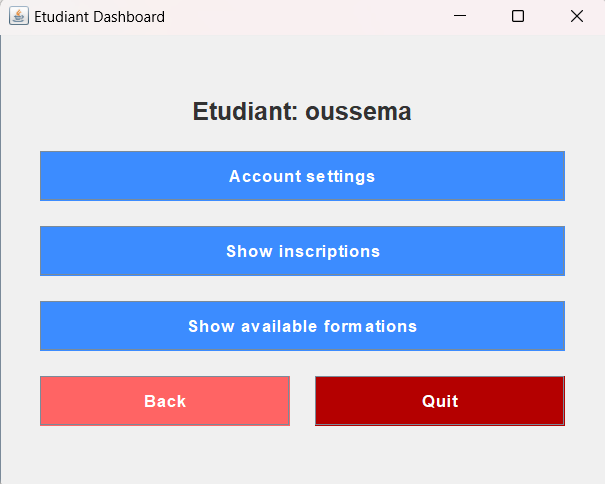 Etudiant Dashboard
Etudiant: oussema
Account settings
Show inscriptions
Show available formations
Back
Quit